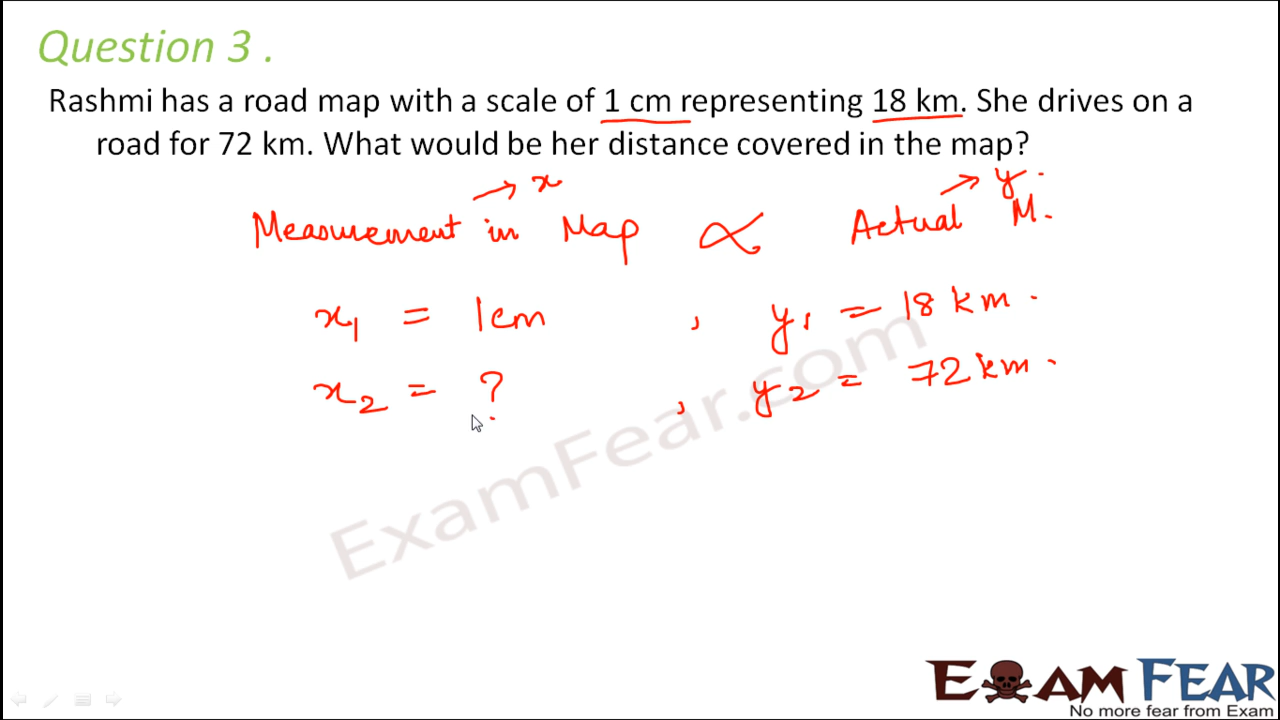 Question 3 .
Rashmi has a road map with a scale of 1 cm representing 18 km. She drives on a
road for 72 km. What would be her distance covered in the map?
→ x → y .
Measurement in Map ∝ Actual M.
x1 = 1cm , y1 = 18 km .
x2 = ? , y2 = 72 km .
ExamFear.com
EXAM FEAR
No more fear from Exam